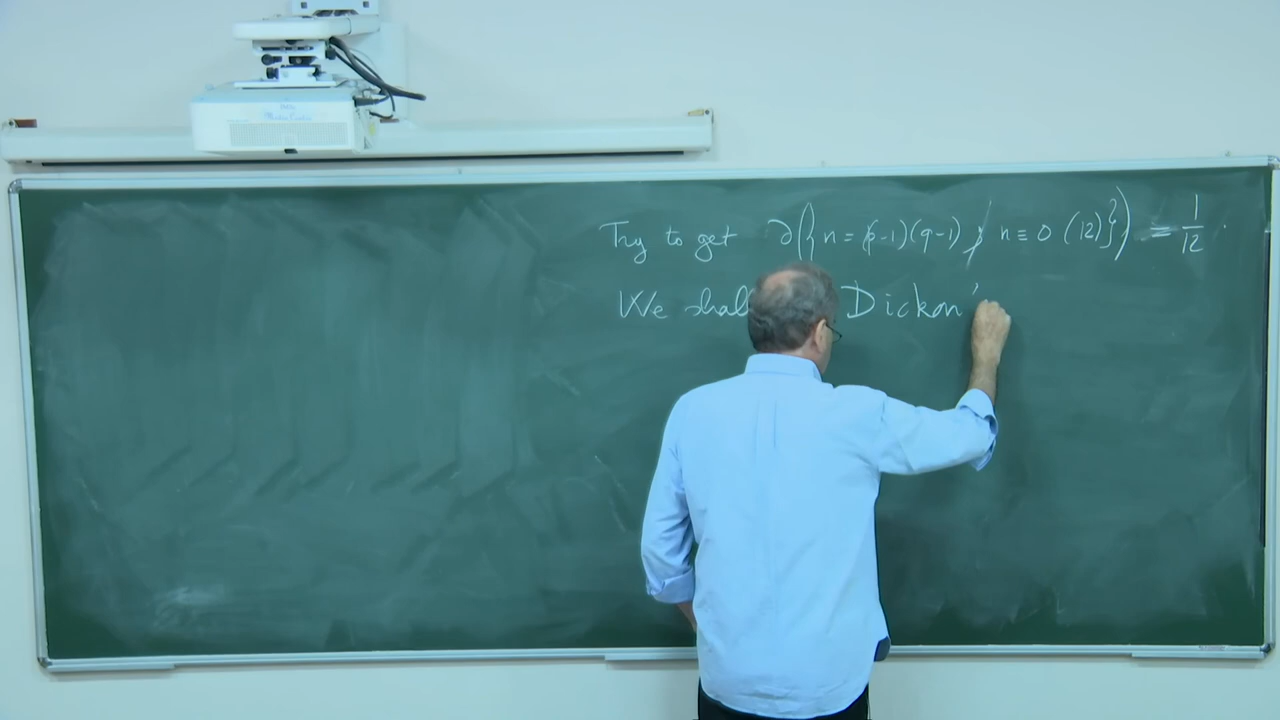 Try to get ∂({n = (p-1)(q-1) ; n ≡ 0 (12)}) = 1/12.
We shall Dickson'